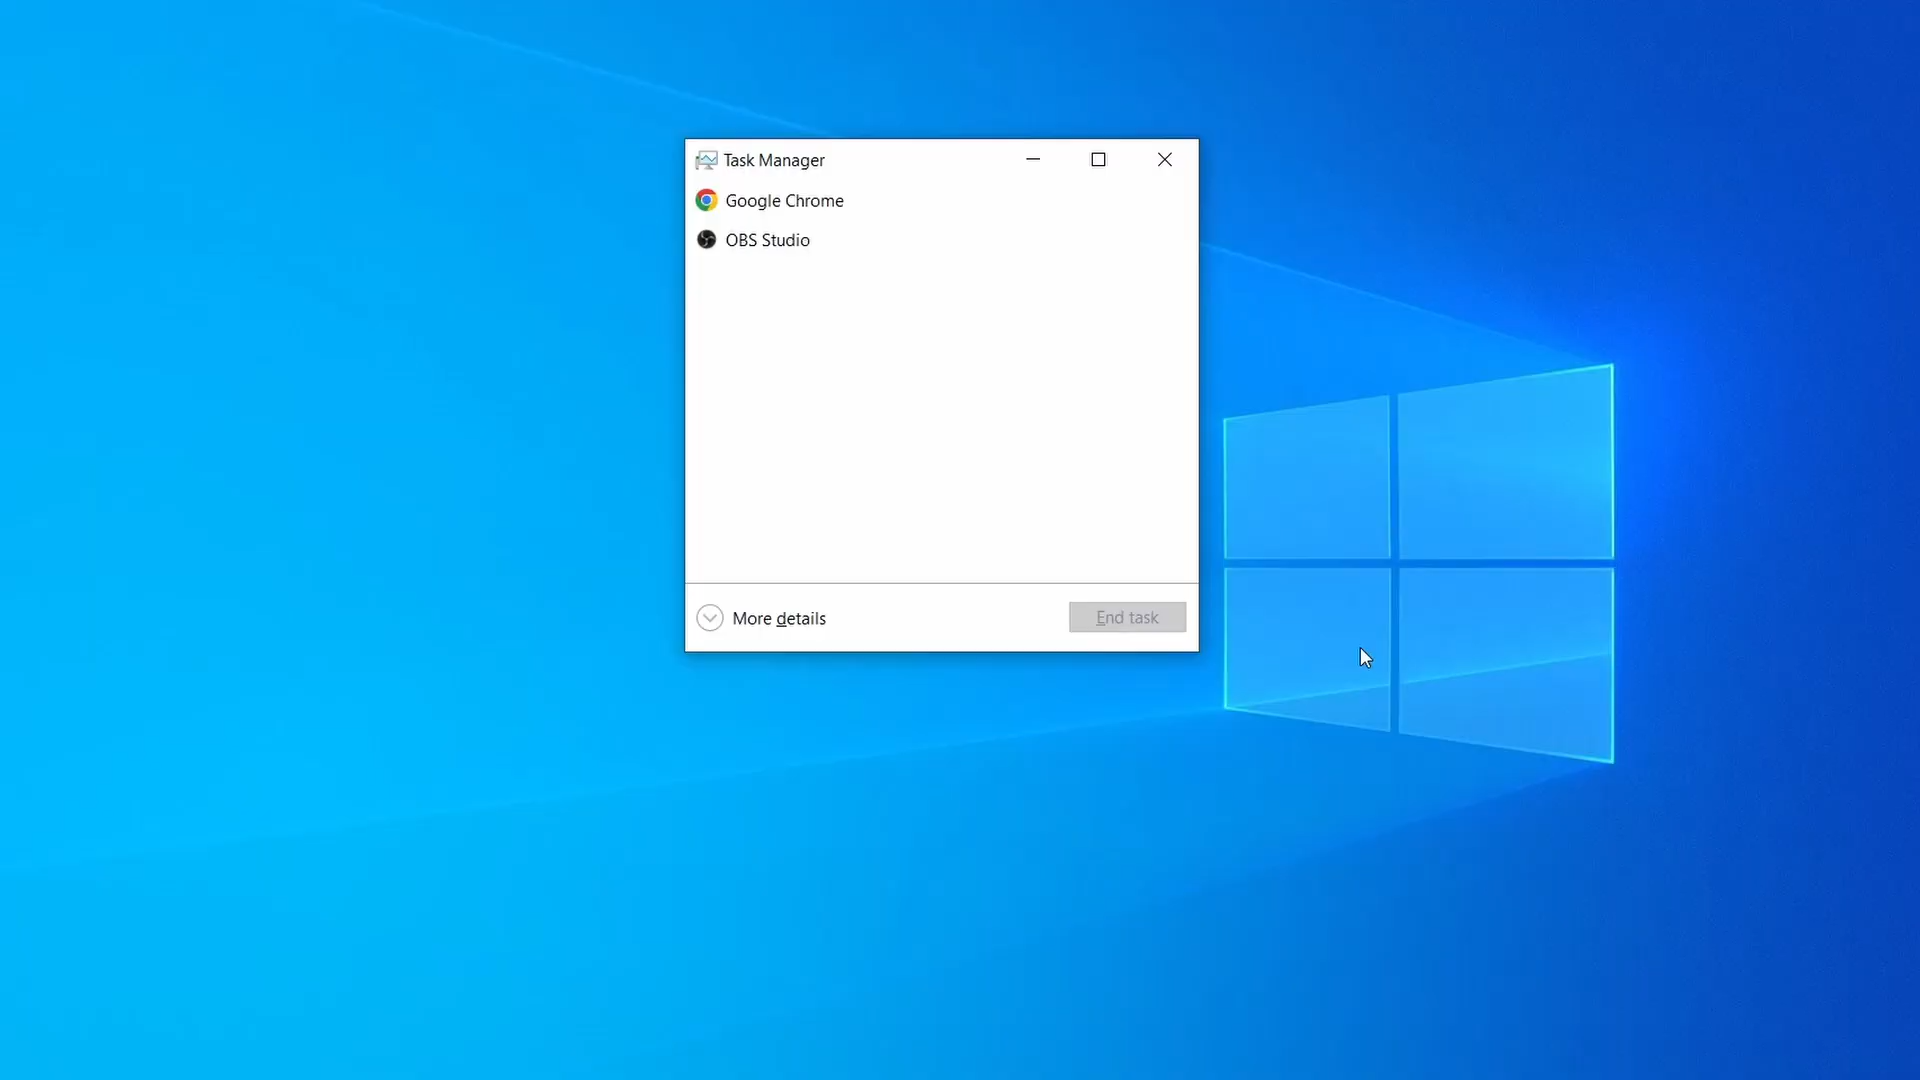 Task Manager
Google Chrome
OBS Studio
More details
End task